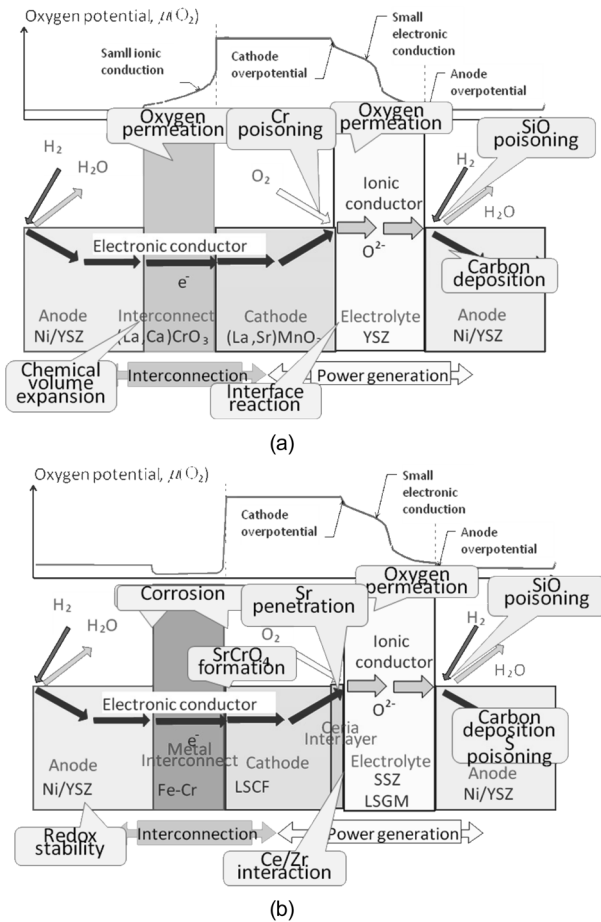 Oxygen potential, μ(O₂)
Small
electronic
conduction
Samll ionic
conduction
Cathode
overpotential
Anode
overpotential
Oxygen
permeation
Cr
poisoning
Oxygen
permeation
SiO
poisoning
H₂
H₂O
O₂
Ionic
conductor
H₂
H₂O
Electronic conductor
e⁻
O²⁻
Carbon
deposition
Anode
Ni/YSZ
Interconnect
(La,Ca)CrO₃
Cathode
(La,Sr)MnO₃
Electrolyte
YSZ
Anode
Ni/YSZ
Chemical
volume
expansion
Interconnection
Interface
reaction
Power generation
(a)
Oxygen potential, μ(O₂)
Small
electronic
conduction
Cathode
overpotential
Anode
overpotential
Corrosion
Sr
penetration
Oxygen
permeation
SiO
poisoning
H₂
H₂O
SrCrO₄
formation
O₂
Ionic
conductor
H₂
H₂O
Electronic conductor
e⁻
O²⁻
Ceria
Interlayer
Carbon
deposition
S
poisoning
Anode
Ni/YSZ
Metal
Interconnect
Fe-Cr
Cathode
LSCF
Electrolyte
SSZ
LSGM
Anode
Ni/YSZ
Redox
stability
Interconnection
Power generation
Ce/Zr
interaction
(b)